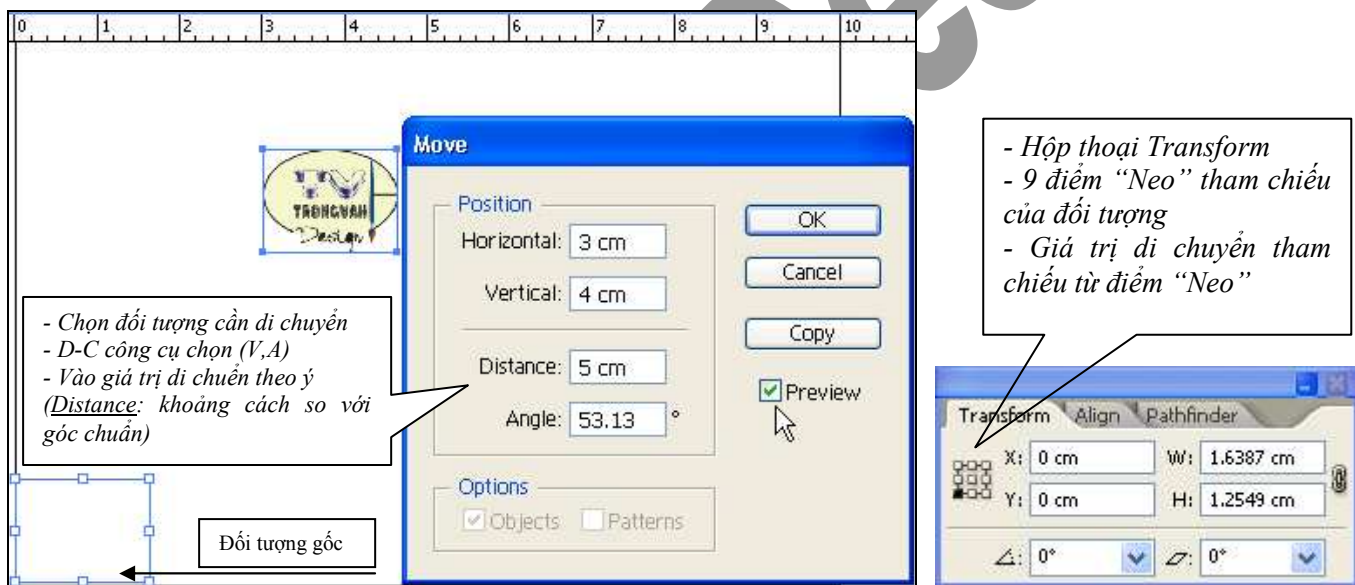 0 1 2 3 4 5 6 7 8 9 10
TRONGVAN
Design
Move
Position
Horizontal: 3 cm
Vertical: 4 cm
Distance: 5 cm
Angle: 53.13 °
Options
Objects Patterns
OK
Cancel
Copy
Preview
- Chọn đối tượng cần di chuyển
- D-C công cụ chọn (V,A)
- Vào giá trị di chuển theo ý
(Distance: khoảng cách so với
góc chuẩn)
Đối tượng gốc
- Hộp thoại Transform
- 9 điểm “Neo” tham chiếu
của đối tượng
- Giá trị di chuyển tham
chiếu từ điểm “Neo”
Transform Align Pathfinder
X: 0 cm W: 1.6387 cm
Y: 0 cm H: 1.2549 cm
0° 0°